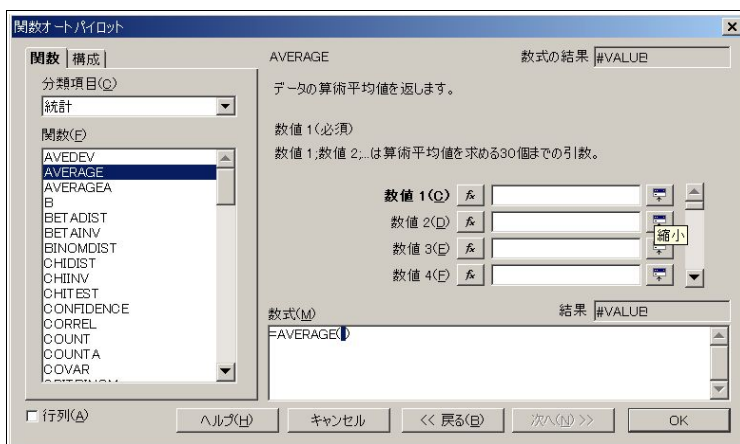 関数オートパイロット
関数 構成
分類項目(C)
統計
関数(F)
AVEDEV
AVERAGE
AVERAGEA
B
BETADIST
BETAINV
BINOMDIST
CHIDIST
CHIINV
CHITEST
CONFIDENCE
CORREL
COUNT
COUNTA
COVAR
AVERAGE 数式の結果 #VALUE!
データの算術平均値を返します。
数値 1(必須)
数値 1;数値 2;...は算術平均値を求める30個までの引数。
数値 1(C) fx
数値 2(D) fx
縮小
数値 3(E) fx
数値 4(F) fx
数式(M) 結果 #VALUE!
=AVERAGE()
行列(A) ヘルプ(H) キャンセル << 戻る(B) 次へ(N) >> OK